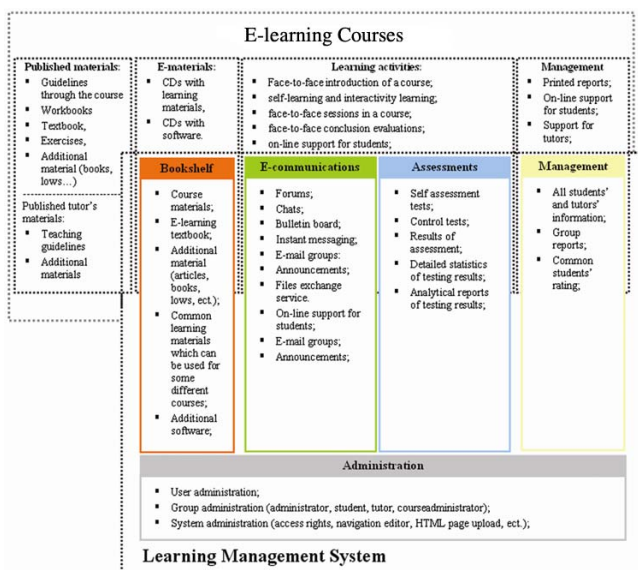 E-learning Courses
Published materials:
▪ Guidelines
through the course
▪ Workbooks
▪ Textbook,
▪ Exercises,
▪ Additional
material (books,
lows...)
Published tutor's
materials:
▪ Teaching
guidelines
▪ Additional
materials
E-materials:
▪ CDs with
learning
materials,
▪ CDs with
software.
Learning activities:
▪ Face-to-face introduction of a course;
▪ self-learning and interactivity learning;
▪ face-to-face sessions in a course;
▪ face-to-face conclusion evaluations;
▪ on-line support for students;
Management
▪ Printed reports;
▪ On-line support
for students;
▪ Support for
tutors;
Bookshelf
▪ Course
materials;
▪ E-learning
textbook;
▪ Additional
material
(articles,
books,
lows, ect.);
▪ Common
learning
materials
which can
be used for
some
different
courses;
▪ Additional
software;
E-communications
▪ Forums;
▪ Chats;
▪ Bulletin board;
▪ Instant messaging;
▪ E-mail groups:
▪ Announcements;
▪ Files exchange
service.
▪ On-line support for
students;
▪ E-mail groups;
▪ Announcements;
Assessments
▪ Self assessment
tests;
▪ Control tests;
▪ Results of
assessment;
▪ Detailed statistics
of testing results;
▪ Analytical reports
of testing results;
Management
▪ All students'
and tutors'
information;
▪ Group
reports;
▪ Common
students'
rating;
Administration
▪ User administration;
▪ Group administration (administrator, student, tutor, courseadministrator);
▪ System administration (access rights, navigation editor, HTML page upload, ect.);
Learning Management System